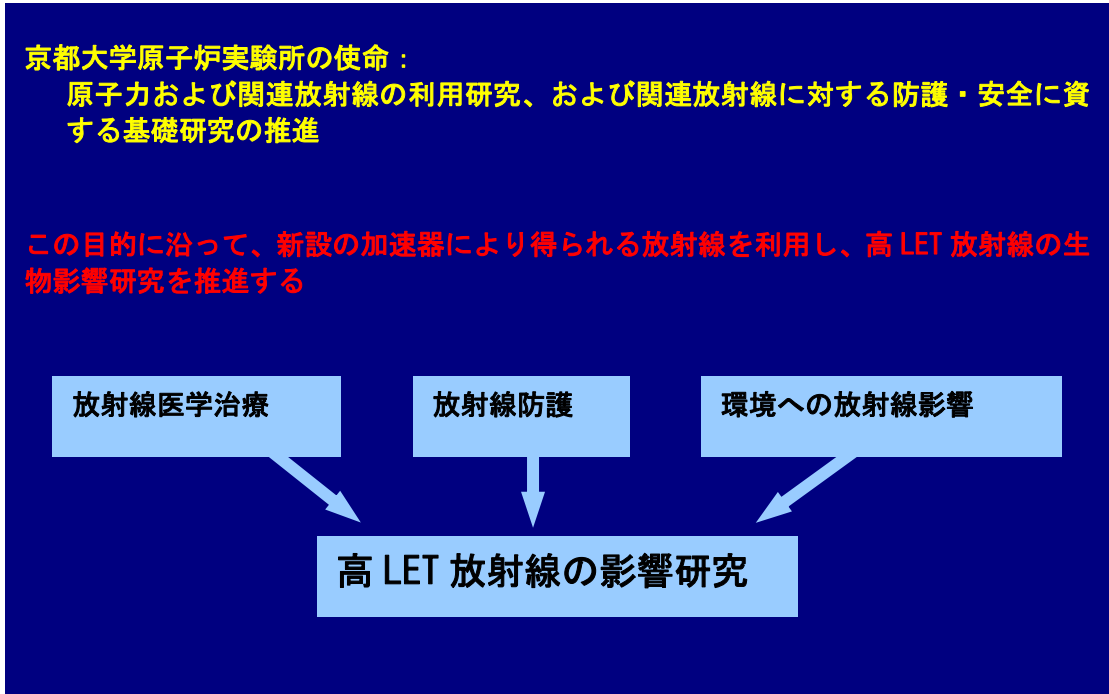 京都大学原子炉実験所の使命：
原子力および関連放射線の利用研究、および関連放射線に対する防護・安全に資
する基礎研究の推進
この目的に沿って、新設の加速器により得られる放射線を利用し、高 LET 放射線の生
物影響研究を推進する
放射線医学治療
放射線防護
環境への放射線影響
高 LET 放射線の影響研究